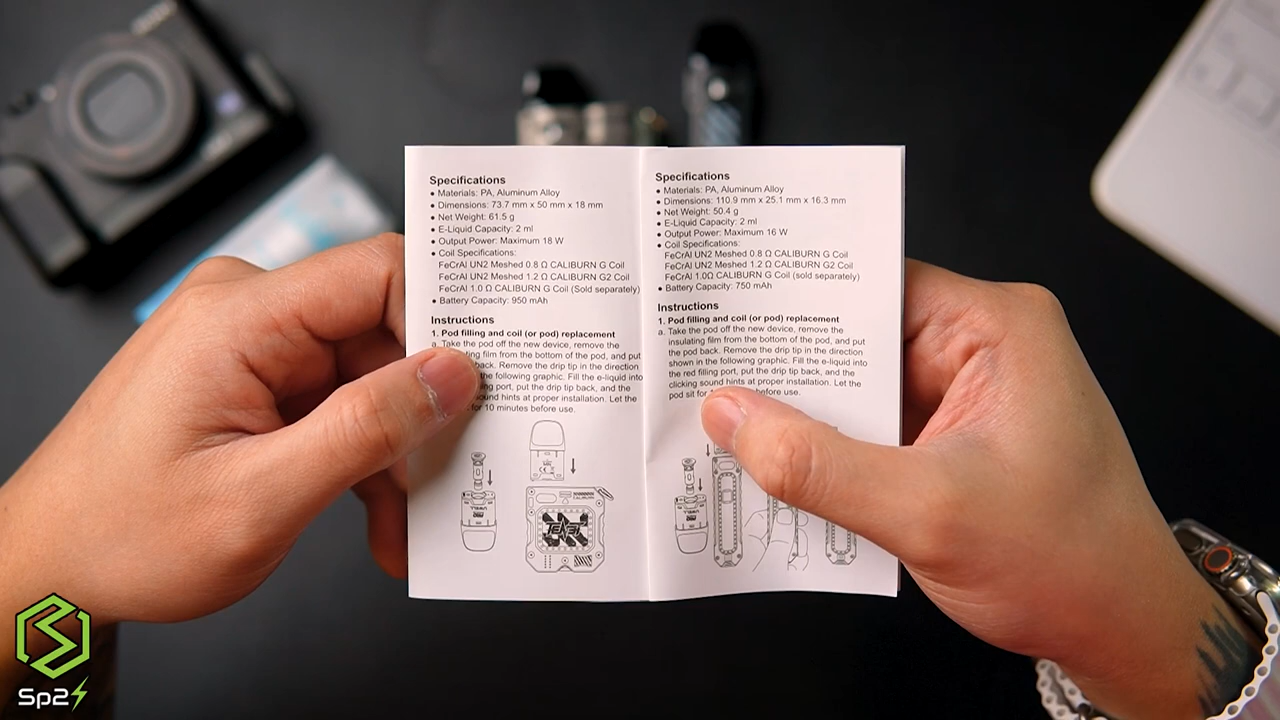 Specifications
● Materials: PA, Aluminum Alloy
● Dimensions: 73.7 mm x 50 mm x 18 mm
● Net Weight: 61.5 g
● E-Liquid Capacity: 2 ml
● Output Power: Maximum 18 W
● Coil Specifications:
FeCrAl UN2 Meshed 0.8 Ω CALIBURN G Coil
FeCrAl UN2 Meshed 1.2 Ω CALIBURN G2 Coil
FeCrAl 1.0 Ω CALIBURN G Coil (Sold separately)
● Battery Capacity: 950 mAh
Instructions
1. Pod filling and coil (or pod) replacement
a. Take the pod off the new device, remove the
film from the bottom of the pod, and put
back. Remove the drip tip in the direction
the following graphic. Fill the e-liquid into
port, put the drip tip back, and the
hints at proper installation. Let the
for 10 minutes before use.
CALIBURN
TENET
Specifications
● Materials: PA, Aluminum Alloy
● Dimensions: 110.9 mm x 25.1 mm x 16.3 mm
● Net Weight: 50.4 g
● E-Liquid Capacity: 2 ml
● Output Power: Maximum 16 W
● Coil Specifications:
FeCrAl UN2 Meshed 0.8 Ω CALIBURN G Coil
FeCrAl UN2 Meshed 1.2 Ω CALIBURN G2 Coil
FeCrAl 1.0Ω CALIBURN G Coil (sold separately)
● Battery Capacity: 750 mAh
Instructions
1. Pod filling and coil (or pod) replacement
a. Take the pod off the new device, remove the
insulating film from the bottom of the pod, and put
the pod back. Remove the drip tip in the direction
shown in the following graphic. Fill the e-liquid into
the red filling port, put the drip tip back, and the
clicking sound hints at proper installation. Let the
pod sit for before use.
Sp2